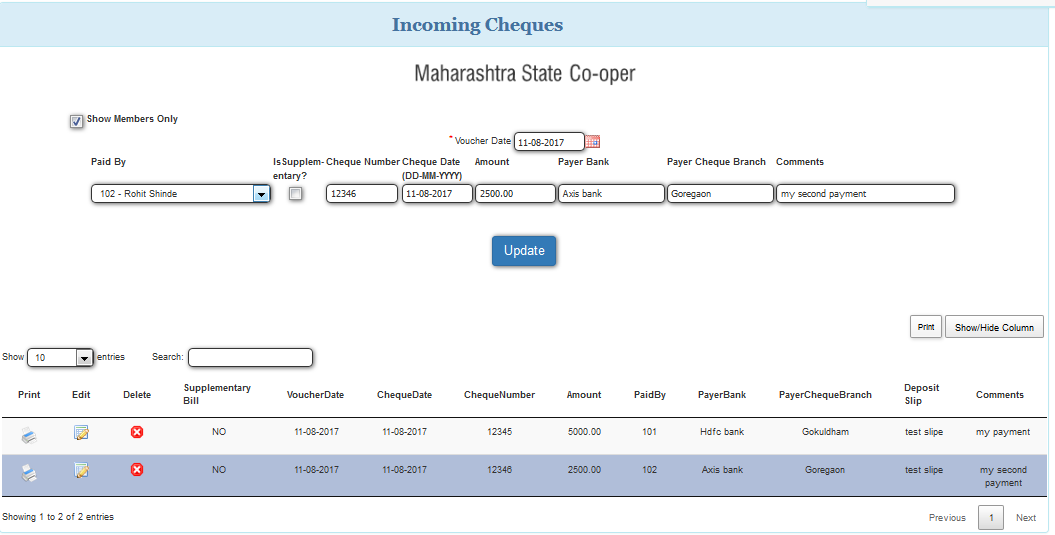 Incoming Cheques
Maharashtra State Co-oper
Show Members Only
* Voucher Date 11-08-2017
Paid By IsSupplem- Cheque Number Cheque Date Amount Payer Bank Payer Cheque Branch Comments
entary? (DD-MM-YYYY)
102 - Rohit Shinde 12346 11-08-2017 2500.00 Axis bank Goregaon my second payment
Update
Print Show/Hide Column
Show 10 entries Search:
Print Edit Delete Supplementary VoucherDate ChequeDate ChequeNumber Amount PaidBy PayerBank PayerChequeBranch Deposit Comments
Bill Slip
NO 11-08-2017 11-08-2017 12345 5000.00 101 Hdfc bank Gokuldham test slipe my payment
NO 11-08-2017 11-08-2017 12346 2500.00 102 Axis bank Goregaon test slipe my second
payment
Showing 1 to 2 of 2 entries Previous 1 Next